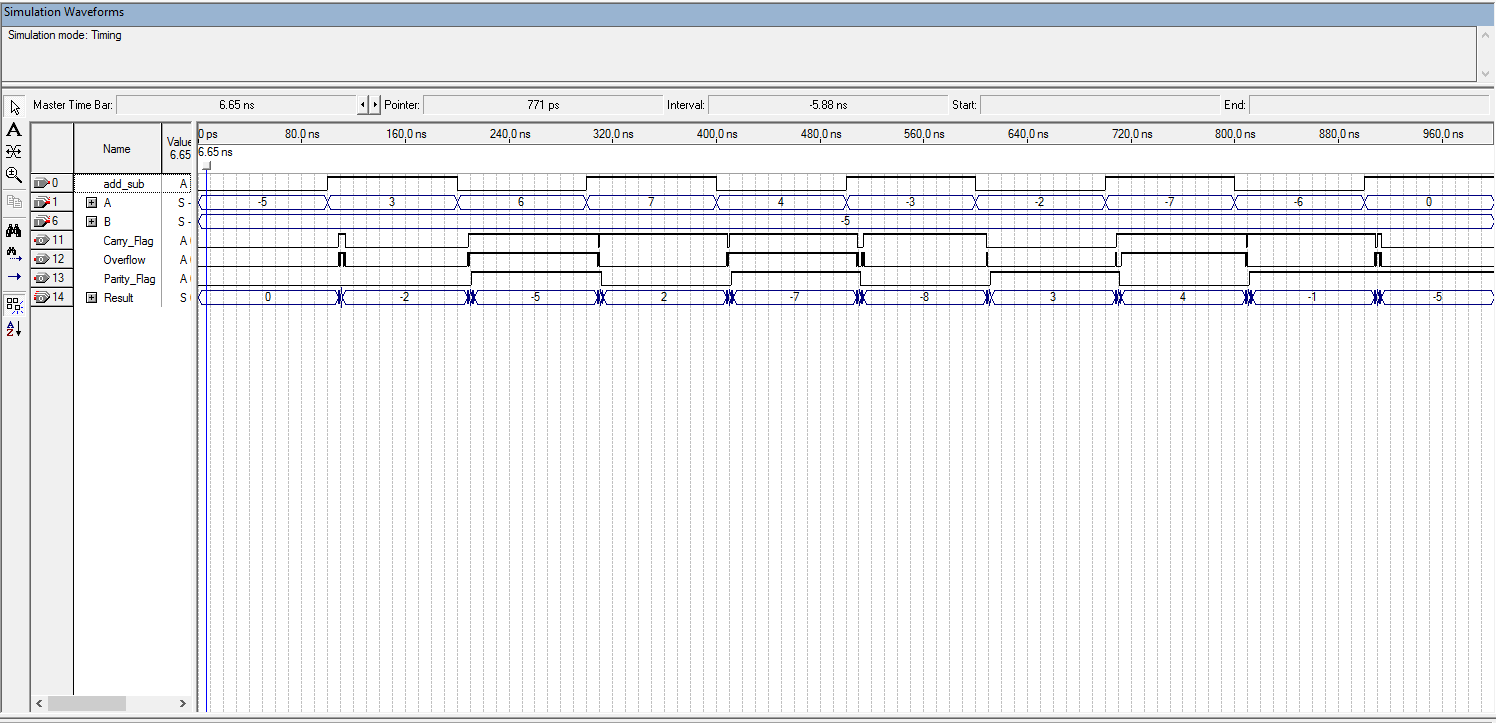 Simulation Waveforms
Simulation mode: Timing
Master Time Bar: 6.65 ns Pointer: 771 ps Interval: -5.88 ns Start: End:
Name Value 6.65 0 ps 80.0 ns 160.0 ns 240.0 ns 320.0 ns 400.0 ns 480.0 ns 560.0 ns 640.0 ns 720.0 ns 800.0 ns 880.0 ns 960.0 ns
6.65 ns
0 add_sub A
1 A S - -5 3 6 7 4 -3 -2 -7 -6 0
6 B S - -5
11 Carry_Flag A
12 Overflow A
13 Parity_Flag A
14 Result S 0 -2 -5 2 -7 -8 3 4 -1 -5